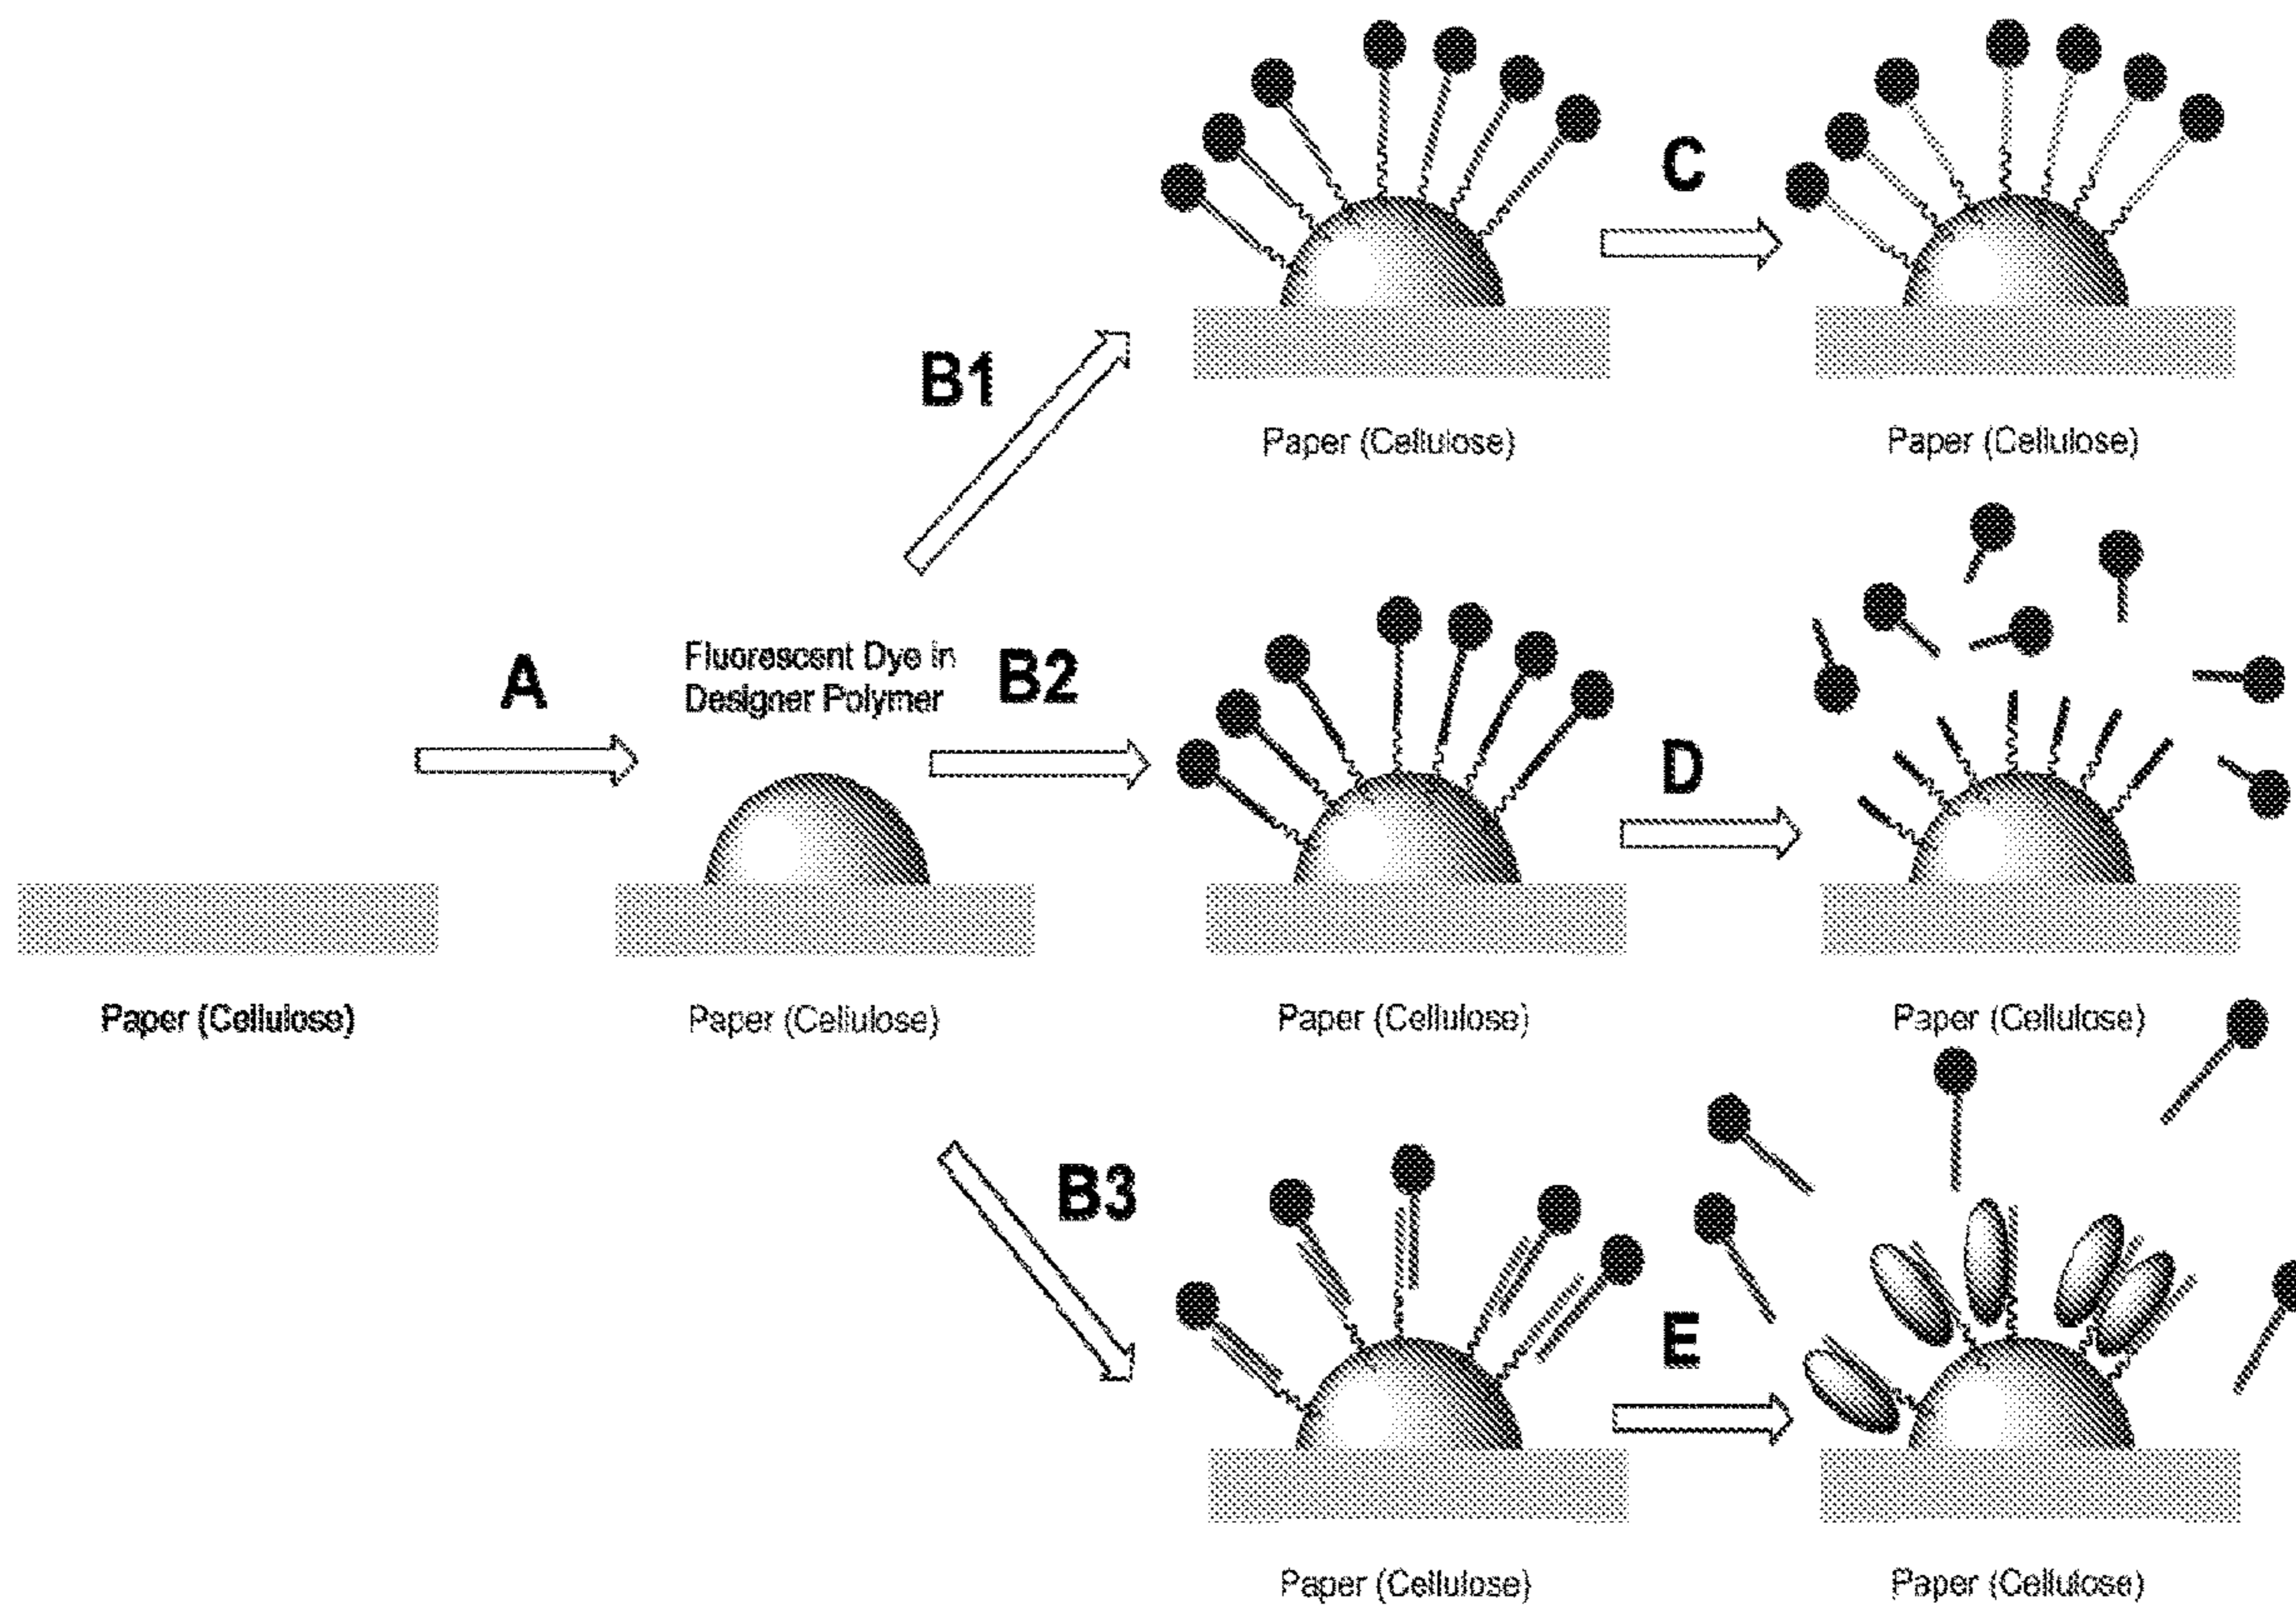 C
B1
Paper (Cellulose)
Paper (Cellulose)
A
Fluorescent Dye in
Designer Polymer
B2
D
Paper (Cellulose)
Paper (Cellulose)
Paper (Cellulose)
Paper (Cellulose)
B3
E
Paper (Cellulose)
Paper (Cellulose)